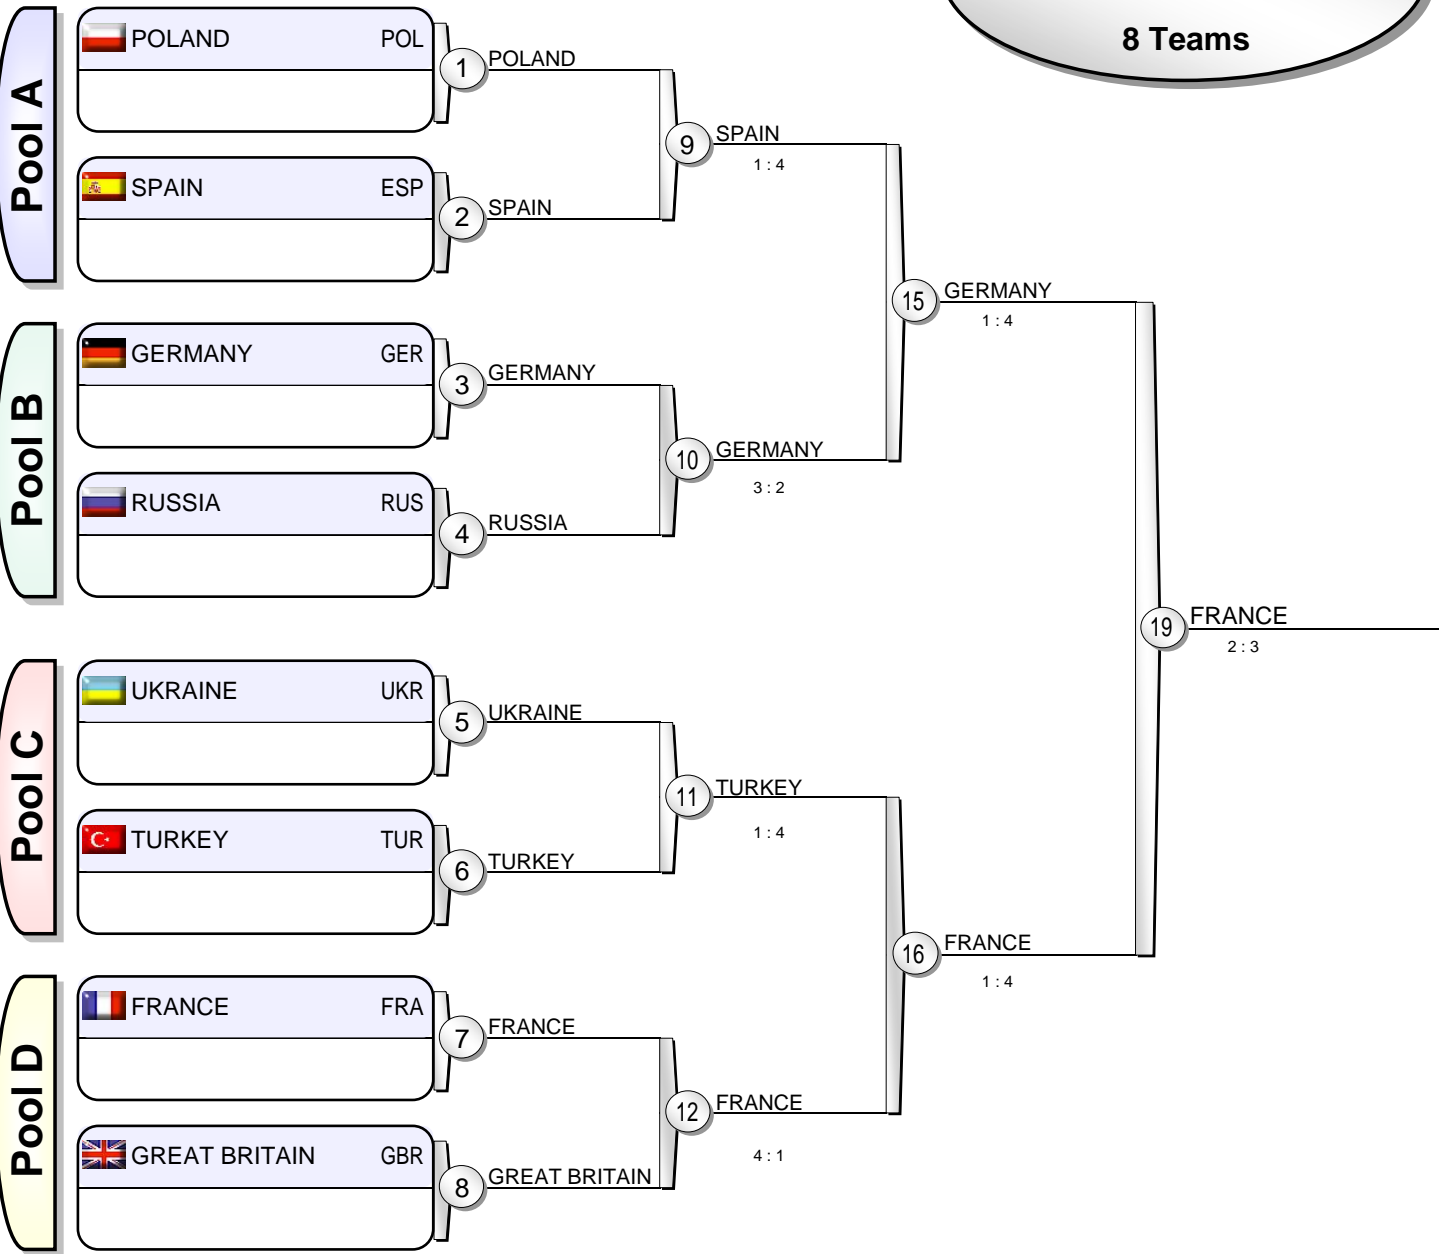 8 Teams
Pool A
POLAND POL
1 POLAND
SPAIN ESP
2 SPAIN
9 SPAIN
1 : 4
Pool B
GERMANY GER
3 GERMANY
RUSSIA RUS
4 RUSSIA
10 GERMANY
3 : 2
15 GERMANY
1 : 4
Pool C
UKRAINE UKR
5 UKRAINE
TURKEY TUR
6 TURKEY
11 TURKEY
1 : 4
Pool D
FRANCE FRA
7 FRANCE
GREAT BRITAIN GBR
8 GREAT BRITAIN
12 FRANCE
4 : 1
16 FRANCE
1 : 4
19 FRANCE
2 : 3